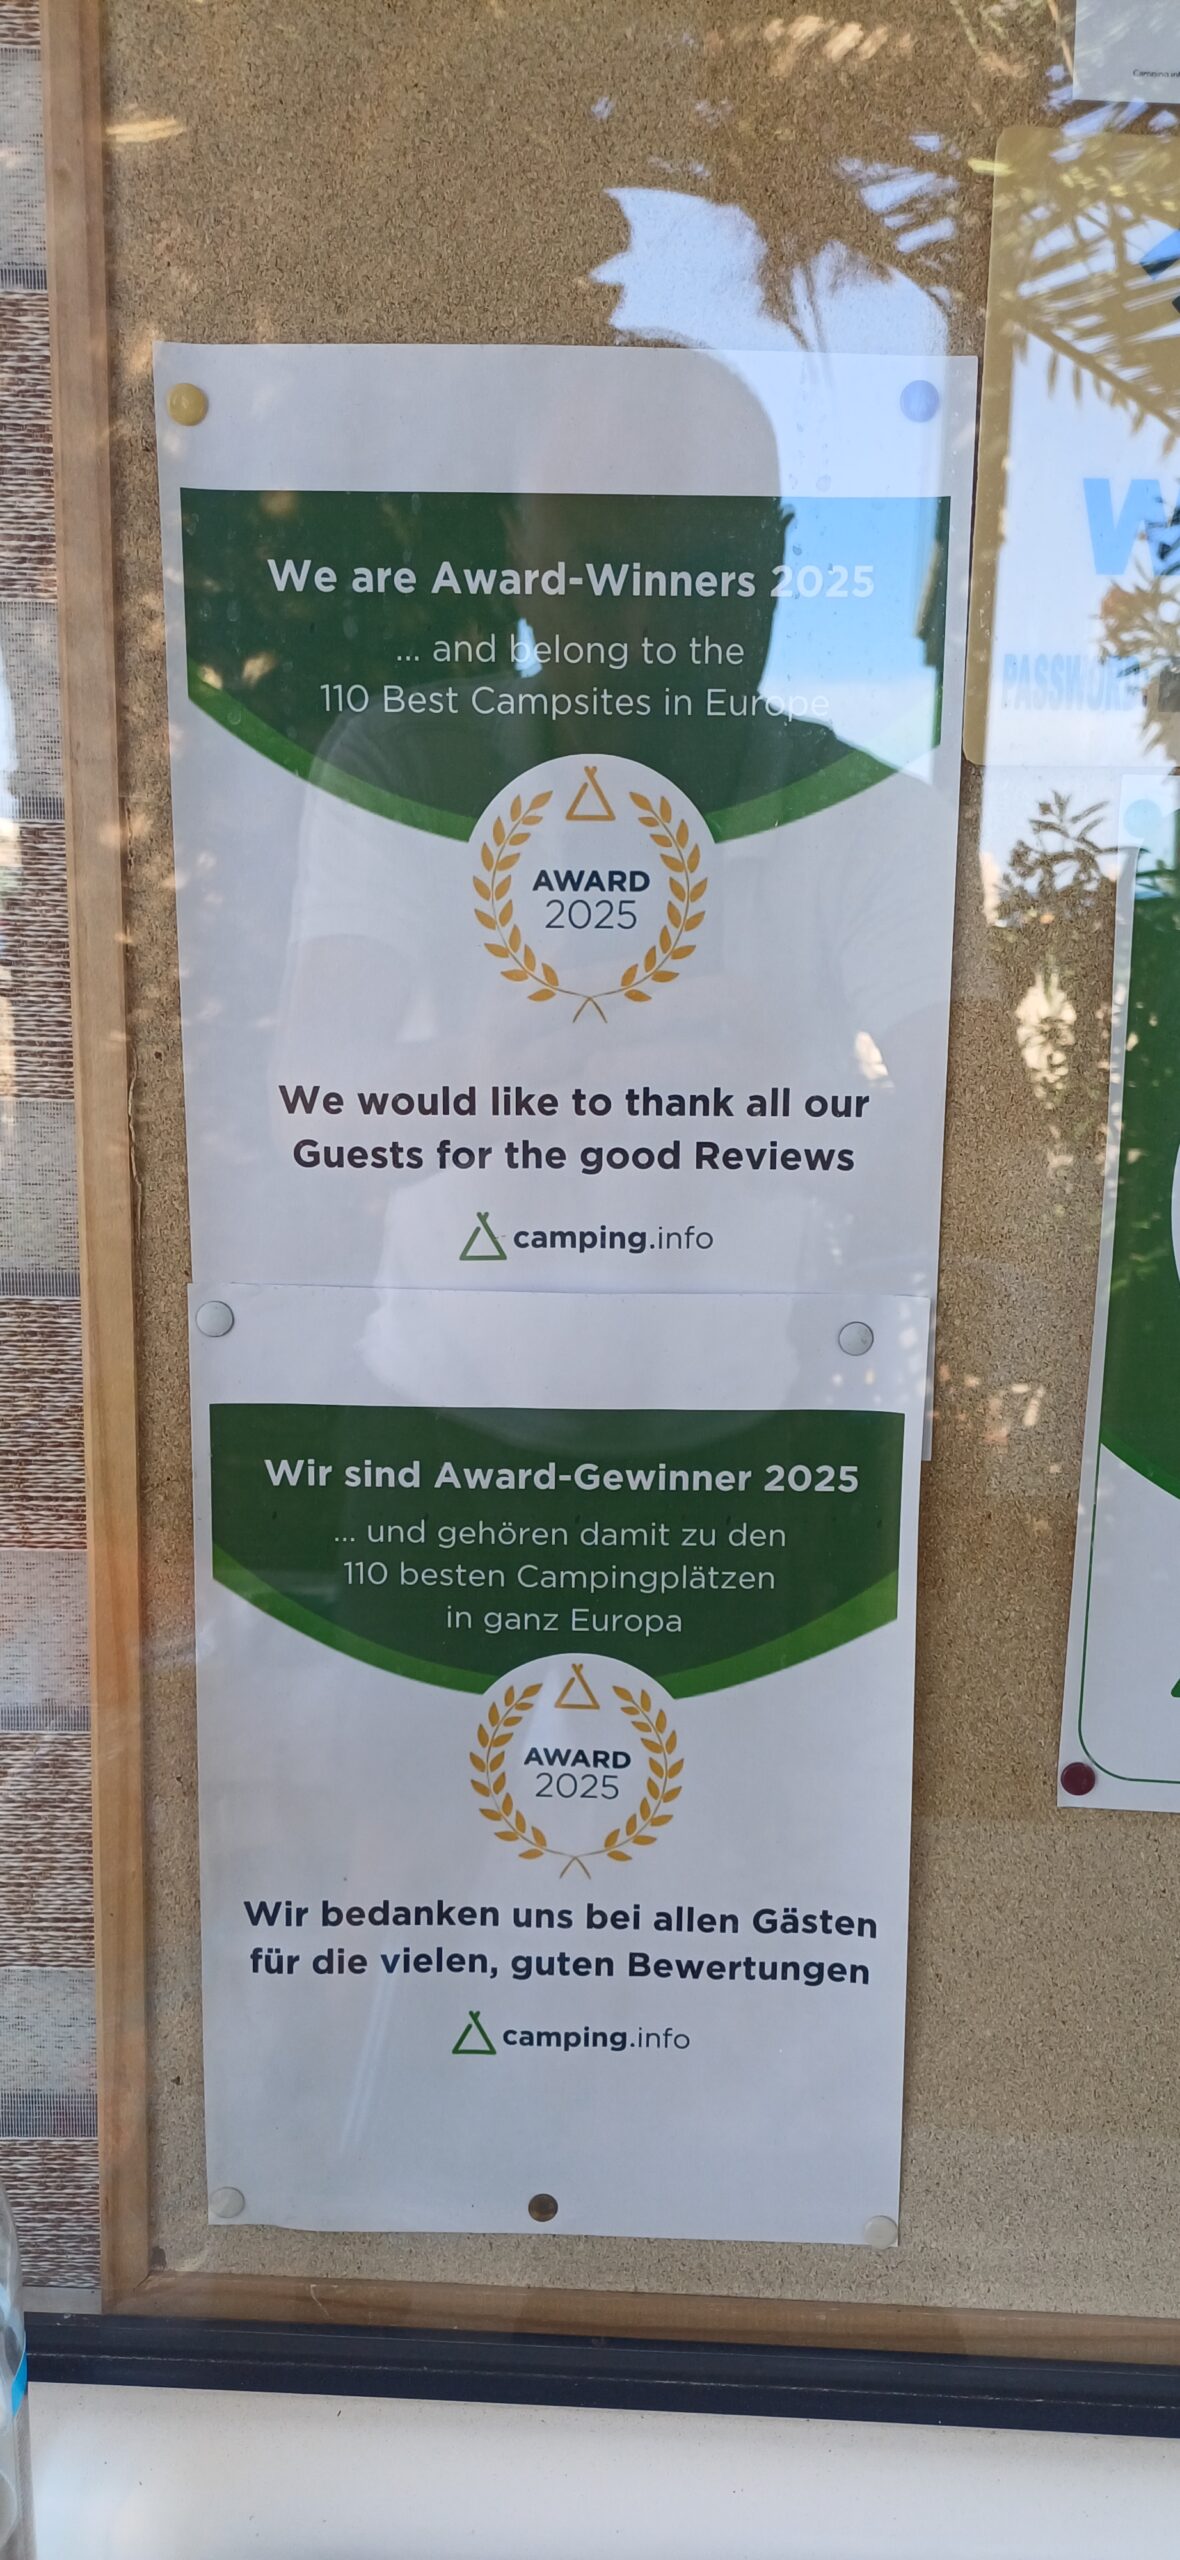 Camping inf
We are Award-Winners 2025
... and belong to the
110 Best Campsites in Europe
AWARD
2025
We would like to thank all our
Guests for the good Reviews
camping.info
Wir sind Award-Gewinner 2025
... und gehören damit zu den
110 besten Campingplätzen
in ganz Europa
AWARD
2025
Wir bedanken uns bei allen Gästen
für die vielen, guten Bewertungen
camping.info
W
PASSWORD